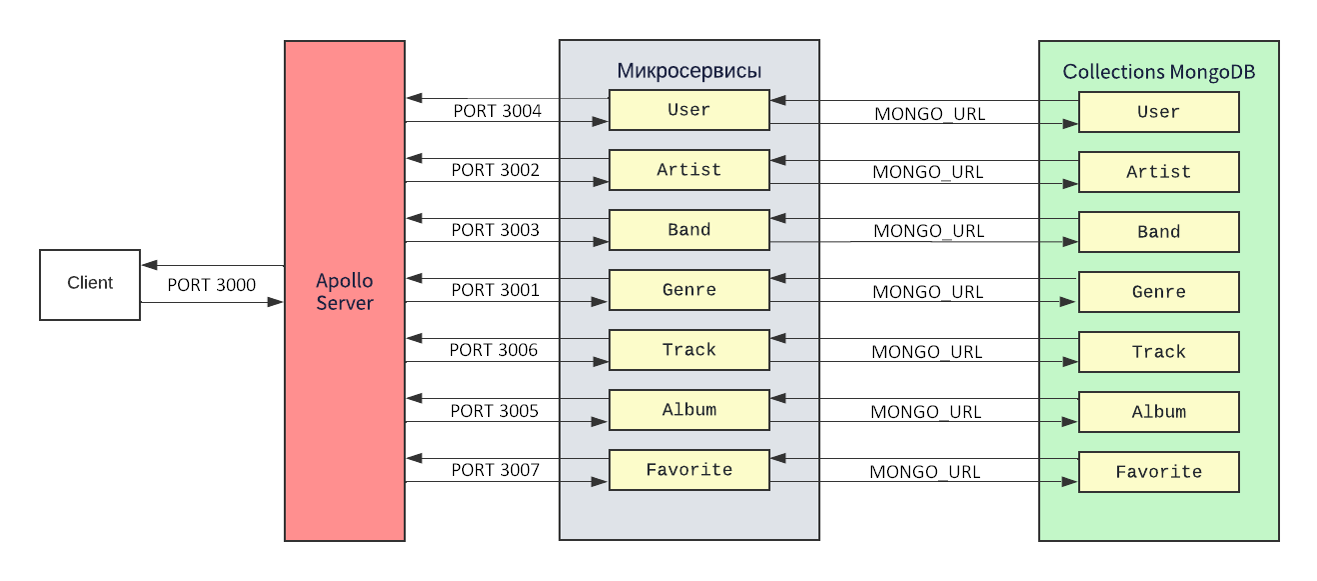 Микросервисы
Collections MongoDB
PORT 3004
User
MONGO_URL
User
PORT 3002
Artist
MONGO_URL
Artist
PORT 3003
Band
MONGO_URL
Band
Client
PORT 3000
Apollo
Server
PORT 3001
Genre
MONGO_URL
Genre
PORT 3006
Track
MONGO_URL
Track
PORT 3005
Album
MONGO_URL
Album
PORT 3007
Favorite
MONGO_URL
Favorite